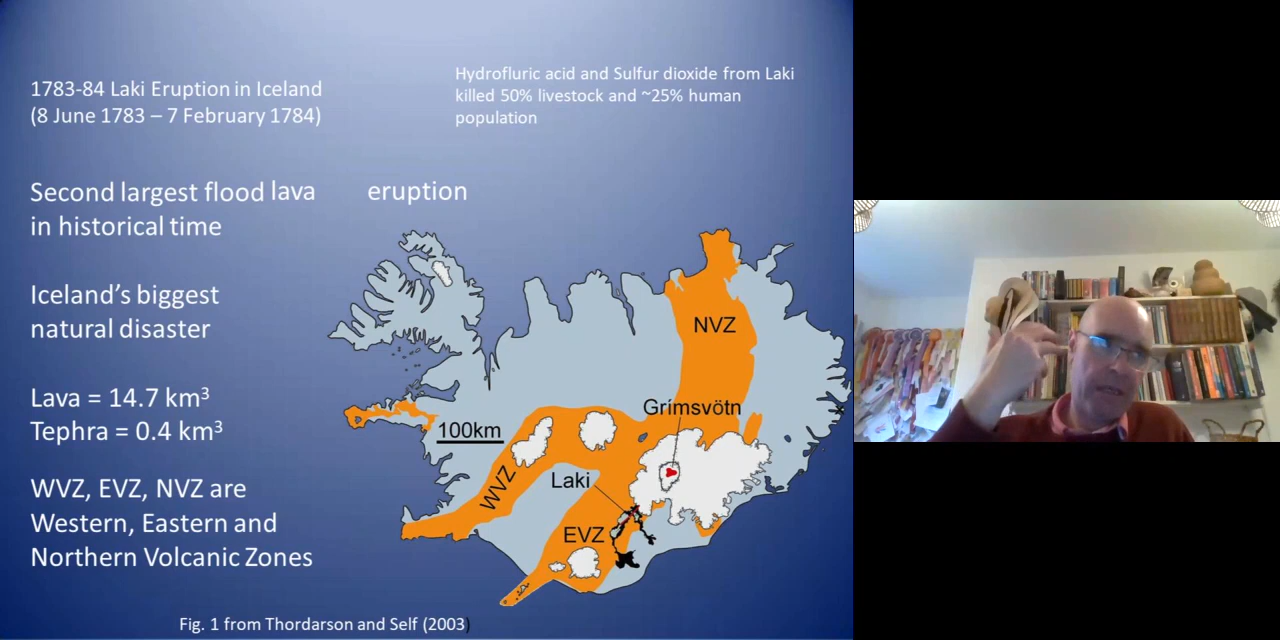 1783-84 Laki Eruption in Iceland
(8 June 1783 – 7 February 1784)
Hydrofluric acid and Sulfur dioxide from Laki
killed 50% livestock and ~25% human
population
Second largest flood lava eruption
in historical time
Iceland's biggest
natural disaster
Lava = 14.7 km³
Tephra = 0.4 km³
WVZ, EVZ, NVZ are
Western, Eastern and
Northern Volcanic Zones
NVZ
Grímsvötn
100km
WVZ
Laki
EVZ
Fig. 1 from Thordarson and Self (2003)